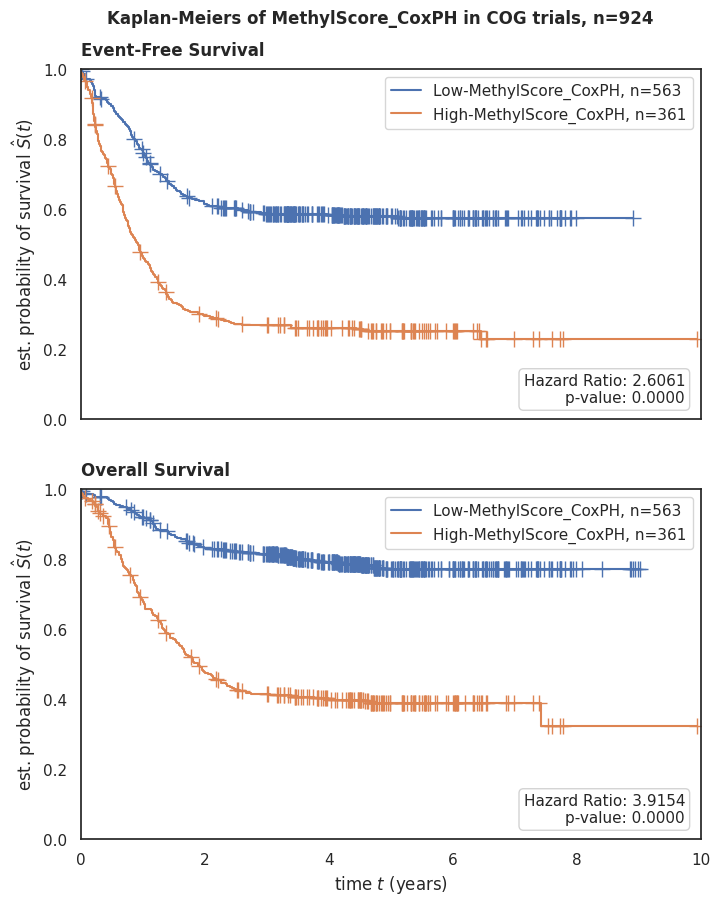 Kaplan-Meiers of MethylScore_CoxPH in COG trials, n=924
Event-Free Survival
est. probability of survival Ŝ(t)
1.0
0.8
0.6
0.4
0.2
0.0
Low-MethylScore_CoxPH, n=563
High-MethylScore_CoxPH, n=361
Hazard Ratio: 2.6061
p-value: 0.0000
Overall Survival
est. probability of survival Ŝ(t)
1.0
0.8
0.6
0.4
0.2
0.0
Low-MethylScore_CoxPH, n=563
High-MethylScore_CoxPH, n=361
Hazard Ratio: 3.9154
p-value: 0.0000
0 2 4 6 8 10
time t (years)